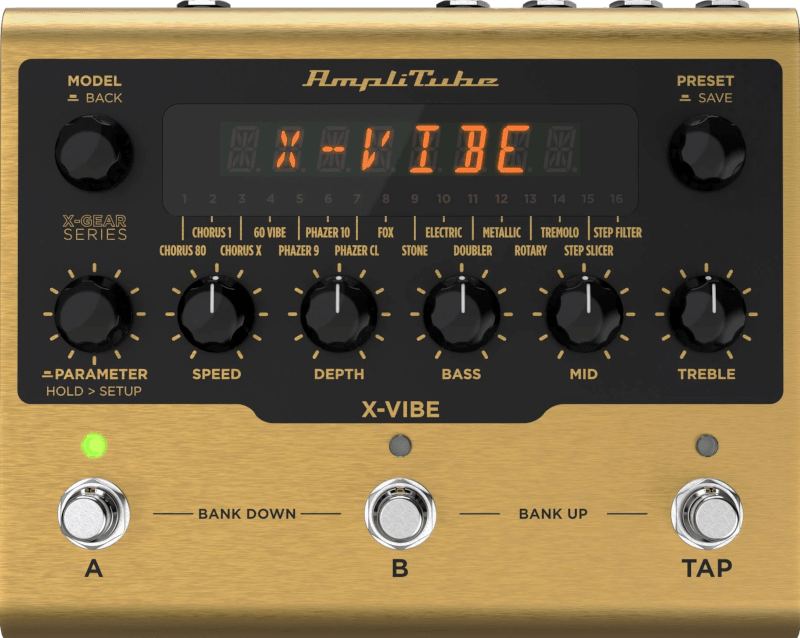 MODEL
BACK
AmpliTube
PRESET
SAVE
X-VIBE
1 2 3 4 5 6 7 8 9 10 11 12 13 14 15 16
X-GEAR
SERIES
CHORUS 1 60 VIBE PHAZER 10 FOX ELECTRIC METALLIC TREMOLO STEP FILTER
CHORUS 80 CHORUS X PHAZER 9 PHAZER CL STONE DOUBLER ROTARY STEP SLICER
PARAMETER
HOLD > SETUP
SPEED
DEPTH
BASS
MID
TREBLE
X-VIBE
BANK DOWN
BANK UP
A
B
TAP